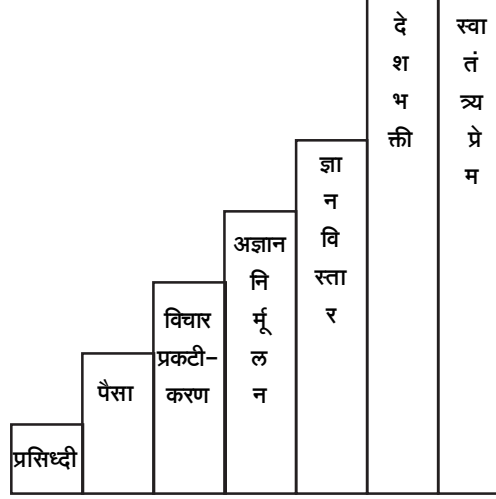 प्रसिध्दी
पैसा
विचार
प्रकटी–
करण
अज्ञान
नि
र्मू
ल
न
ज्ञा
न
वि
स्ता
र
दे
श
भ
क्ती
स्वा
तं
त्र्य
प्रे
म